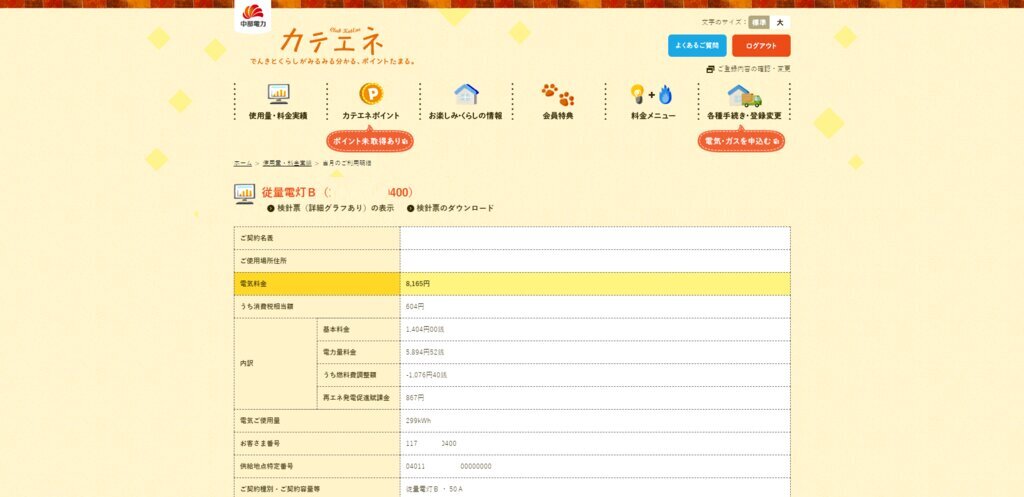 中部電力
Club KatEne
カテエネ
でんきとくらしがみるみる分かる、ポイントたまる。
文字のサイズ： 標準 大
よくあるご質問 ログアウト
ご登録内容の確認・変更
使用量・料金実績 カテエネポイント お楽しみ・くらしの情報 会員特典 料金メニュー 各種手続き・登録変更
ポイント未取得あり 電気・ガスを申込む
ホーム > 使用量・料金実績 > 当月のご利用明細
従量電灯Ｂ（ 400）
検針票（詳細グラフあり）の表示 検針票のダウンロード
ご契約名義
ご使用場所住所
電気料金 8,165円
うち消費税相当額 604円
内訳
基本料金 1,404円00銭
電力量料金 5,894円52銭
うち燃料費調整額 -1,076円40銭
再エネ発電促進賦課金 867円
電気ご使用量 299kWh
お客さま番号 117 0400
供給地点特定番号 04011 00000000
ご契約種別・ご契約容量等 従量電灯Ｂ ・ 50Ａ